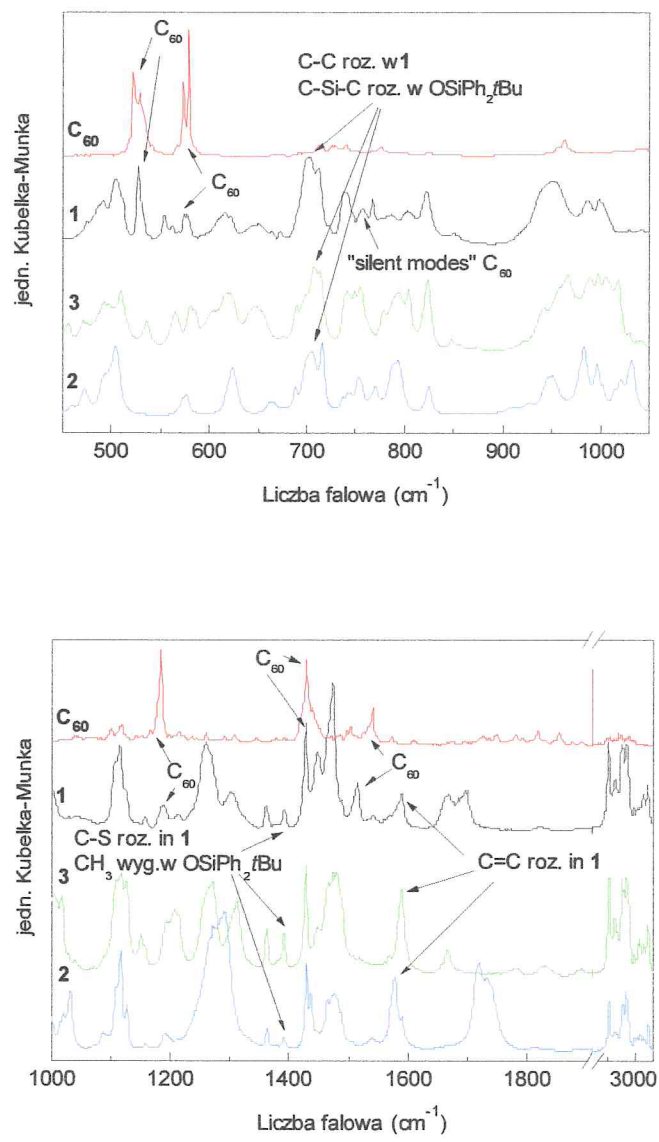 C60
C-C roz. w 1
C-Si-C roz. w OSiPh2tBu
C60
C60
1
"silent modes" C60
3
2
jedn. Kubelka-Munka
500 600 700 800 900 1000
Liczba falowa (cm-1)
C60
C60
C60
C60
1
C-S roz. in 1
CH3 wyg.w OSiPh2tBu
C=C roz. in 1
3
2
jedn. Kubelka-Munka
1000 1200 1400 1600 1800 3000
Liczba falowa (cm-1)